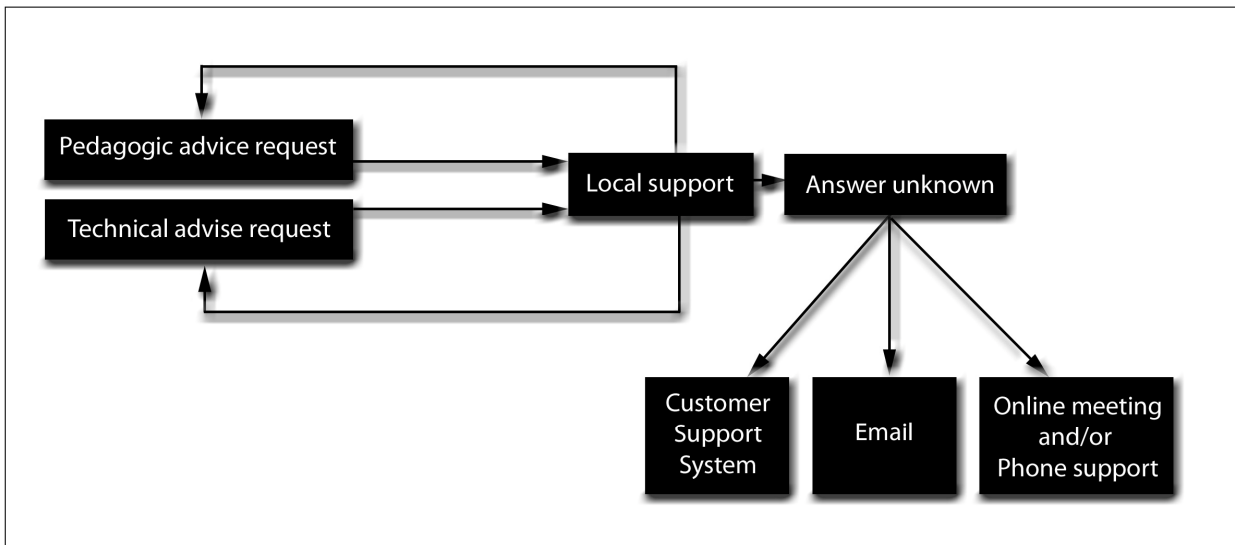 Pedagogic advice request
Technical advise request
Local support
Answer unknown
Customer
Support
System
Email
Online meeting
and/or
Phone support